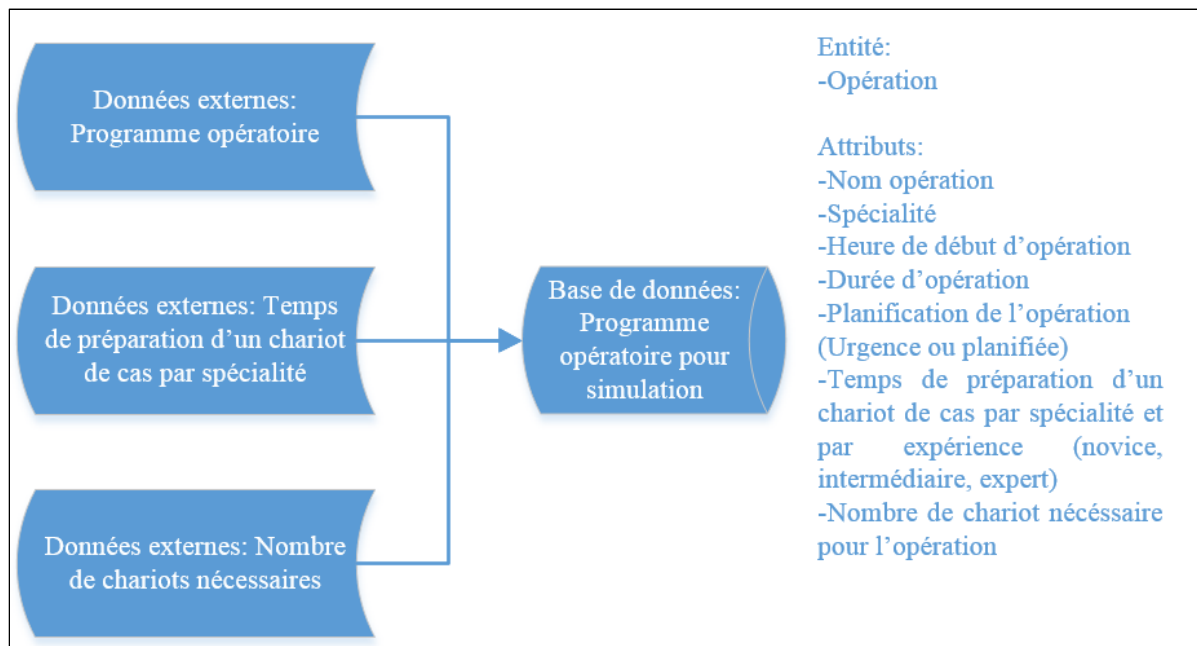 Données externes:
Programme opératoire
Données externes: Temps
de préparation d’un chariot
de cas par spécialité
Données externes: Nombre
de chariots nécessaires
Base de données:
Programme
opératoire pour
simulation
Entité:
-Opération
Attributs:
-Nom opération
-Spécialité
-Heure de début d’opération
-Durée d’opération
-Planification de l’opération
(Urgence ou planifiée)
-Temps de préparation d’un
chariot de cas par spécialité et
par expérience (novice,
intermédiaire, expert)
-Nombre de chariot nécéssaire
pour l’opération